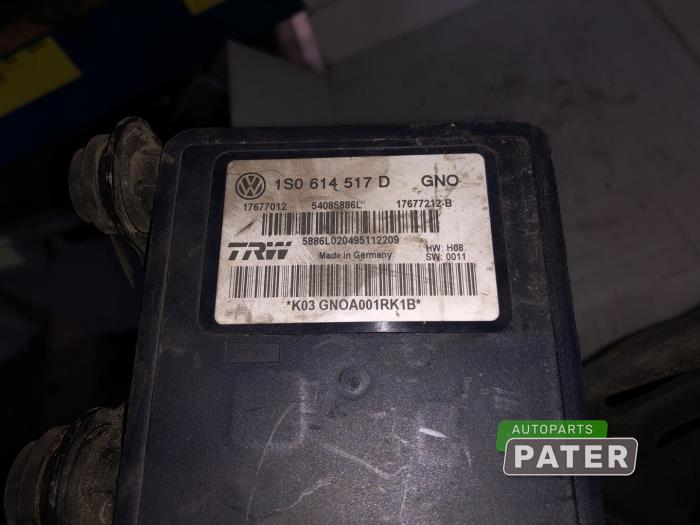 1S0 614 517 D GNO
17677012 54085886L 17677212-B
5886L020495112209
TRW Made in Germany HW: H08
SW: 0011
*K03 GNOA001RK1B*
AUTOPARTS
PATER